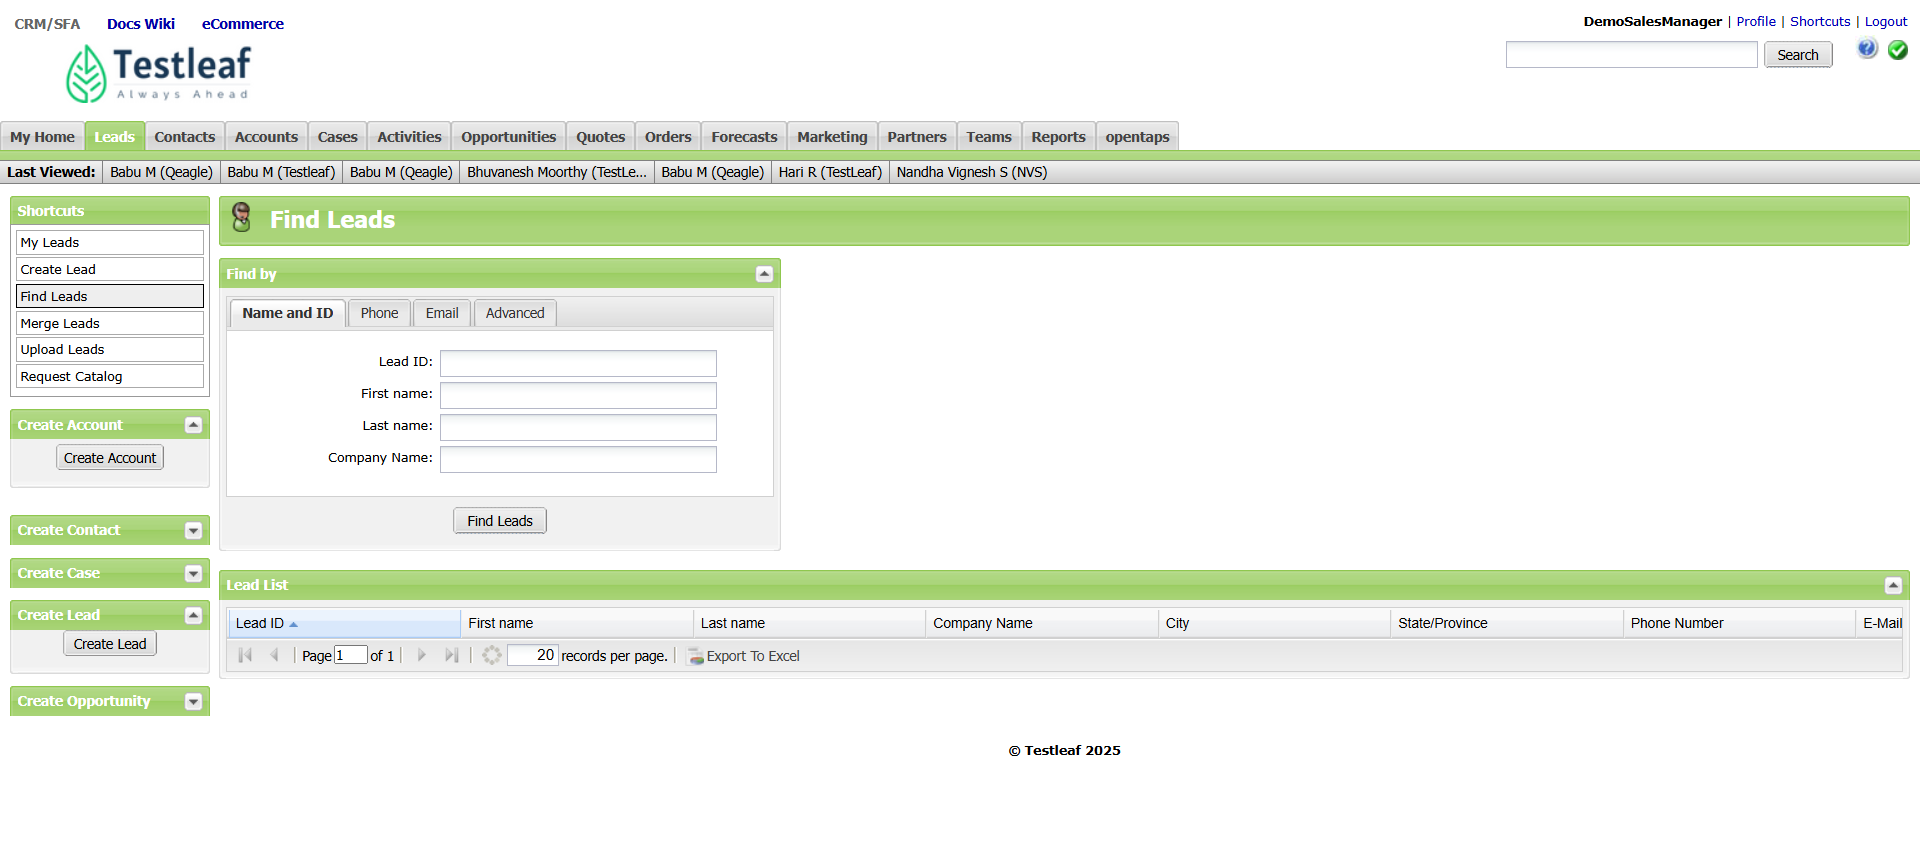 CRM/SFA Docs Wiki eCommerce
DemoSalesManager | Profile | Shortcuts | Logout
Testleaf
Always Ahead
Search
My Home Leads Contacts Accounts Cases Activities Opportunities Quotes Orders Forecasts Marketing Partners Teams Reports opentaps
Last Viewed: Babu M (Qeagle) Babu M (Testleaf) Babu M (Qeagle) Bhuvanesh Moorthy (TestLe... Babu M (Qeagle) Hari R (TestLeaf) Nandha Vignesh S (NVS)
Shortcuts
My Leads
Create Lead
Find Leads
Merge Leads
Upload Leads
Request Catalog
Create Account
Create Account
Create Contact
Create Case
Create Lead
Create Lead
Create Opportunity
Find Leads
Find by
Name and ID Phone Email Advanced
Lead ID:
First name:
Last name:
Company Name:
Find Leads
Lead List
Lead ID First name Last name Company Name City State/Province Phone Number E-Mail
Page 1 of 1 20 records per page. Export To Excel
© Testleaf 2025